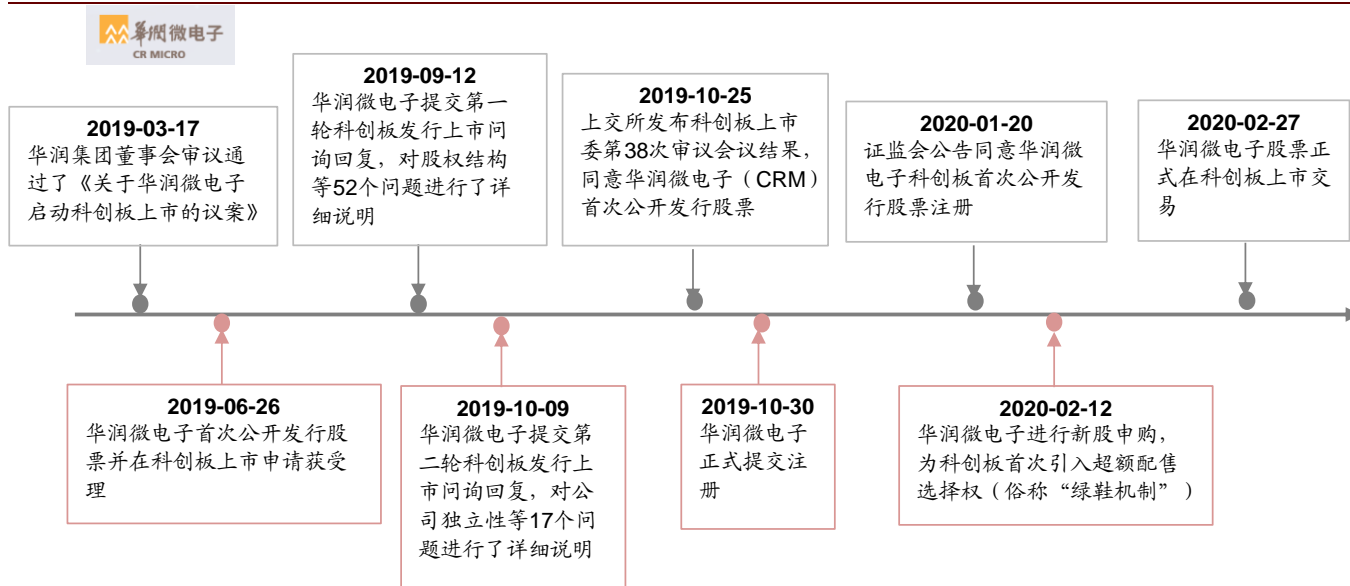 華潤微电子
CR MICRO
2019-03-17
华润集团董事会审议通
过了《关于华润微电子
启动科创板上市的议案》
2019-09-12
华润微电子提交第一
轮科创板发行上市问
询回复，对股权结构
等52个问题进行了详
细说明
2019-10-25
上交所发布科创板上市
委第38次审议会议结果，
同意华润微电子（CRM）
首次公开发行股票
2020-01-20
证监会公告同意华润微
电子科创板首次公开发
行股票注册
2020-02-27
华润微电子股票正
式在科创板上市交
易
2019-06-26
华润微电子首次公开发行股
票并在科创板上市申请获受
理
2019-10-09
华润微电子提交第
二轮科创板发行上
市问询回复，对公
司独立性等17个问
题进行了详细说明
2019-10-30
华润微电子
正式提交注
册
2020-02-12
华润微电子进行新股申购，
为科创板首次引入超额配售
选择权（俗称“绿鞋机制”）